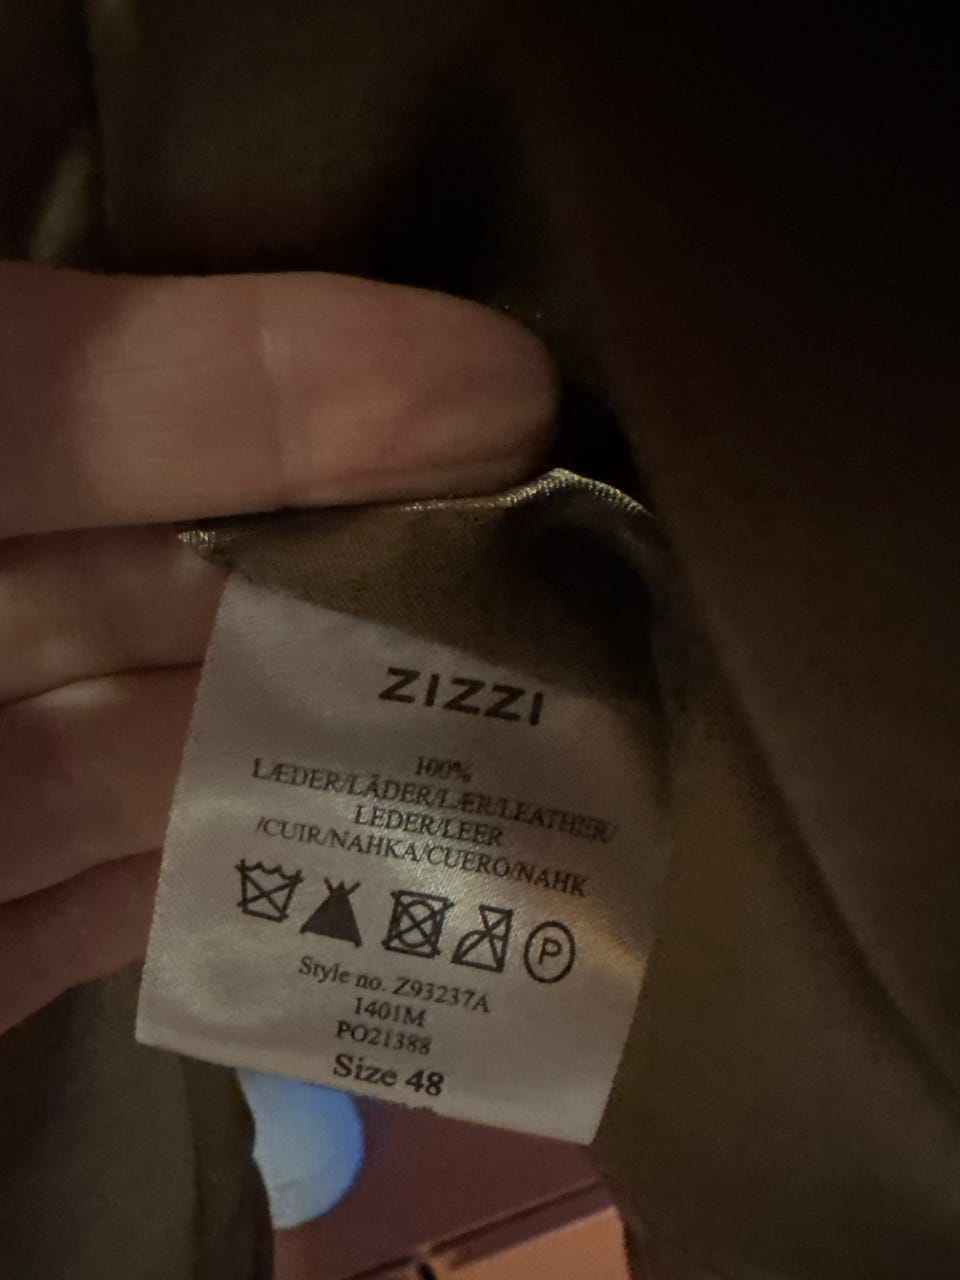 ZIZZI
100%
LÆDER/LÄDER/LÆR/LEATHER/
LEDER/LEER
/CUIR/NAHKA/CUERO/NAHK
P
Style no. Z93237A
1401M
PO21388
Size 48